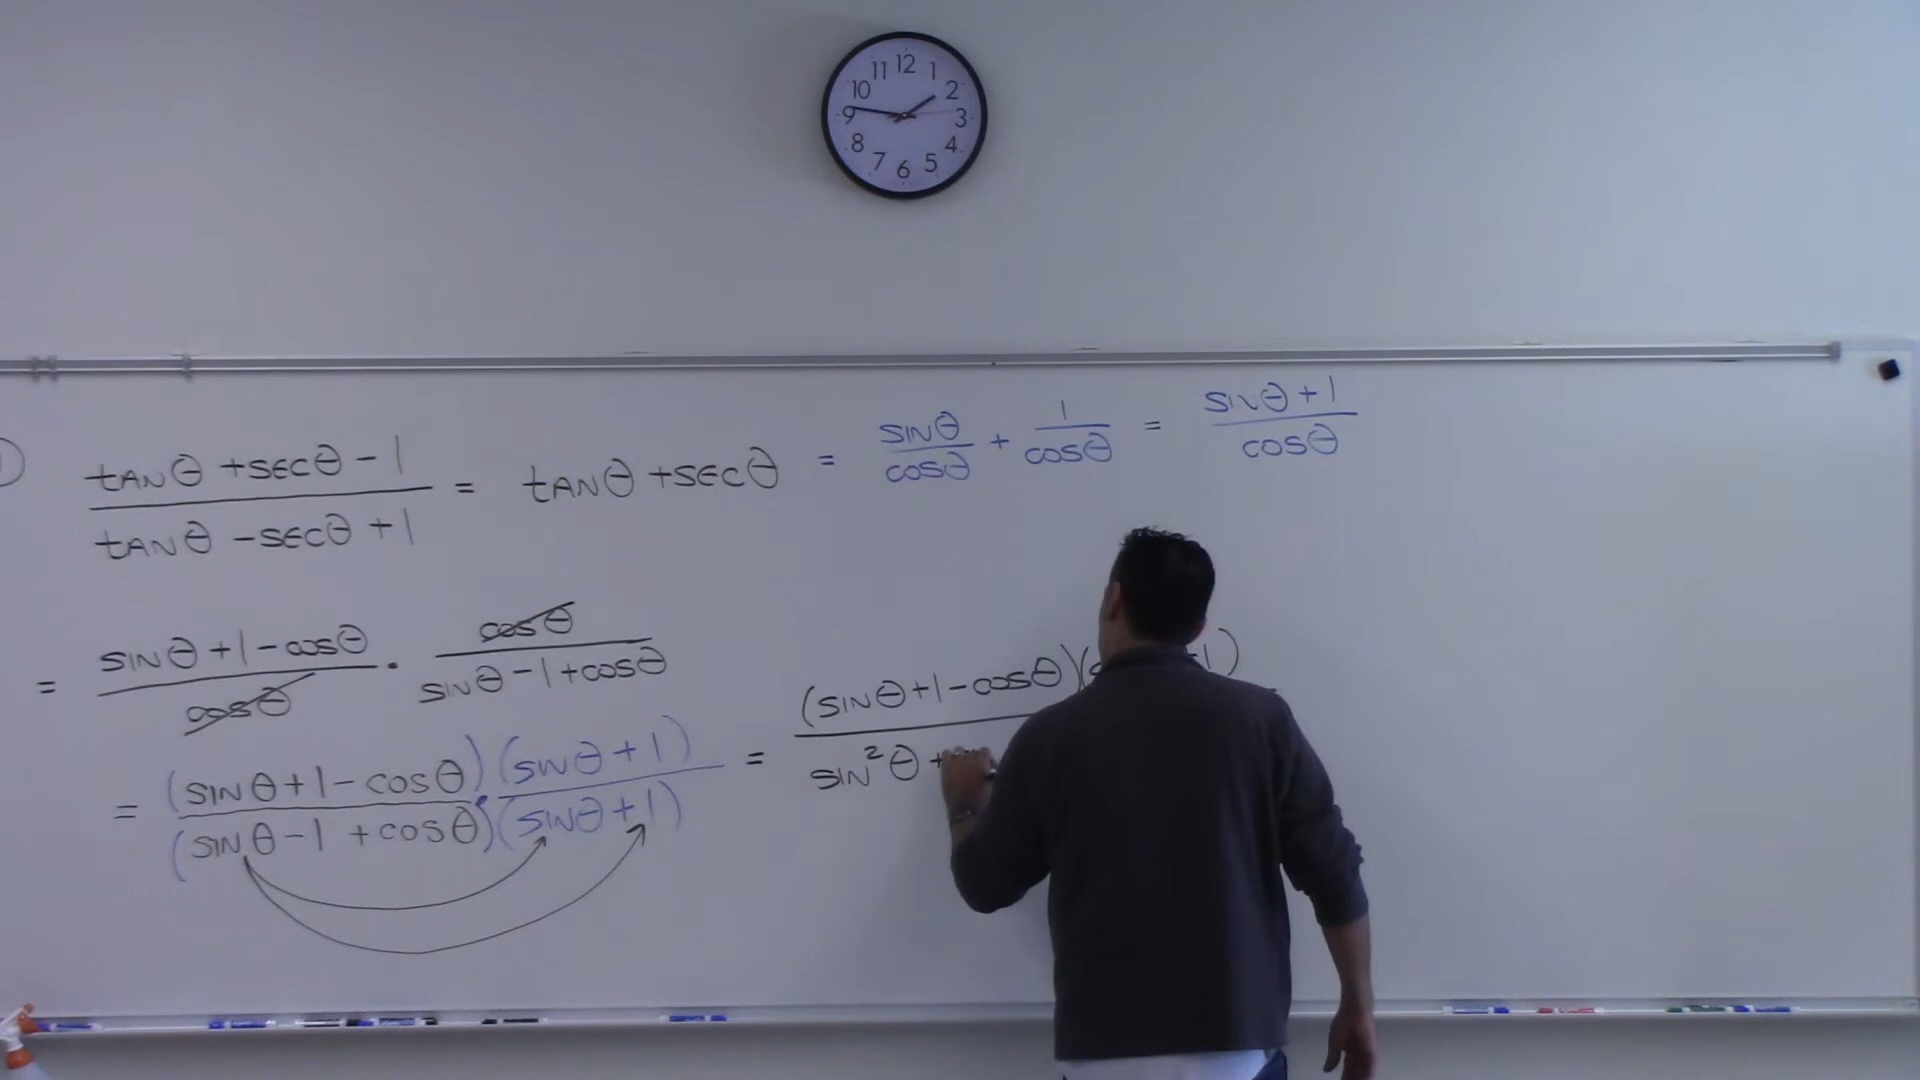 12
11 1
10 2
9 3
8 4
7 5
6
tanθ + secθ - 1 / tanθ - secθ + 1 = tanθ + secθ = sinθ / cosθ + 1 / cosθ = sinθ + 1 / cosθ
= sinθ + 1 - cosθ / cosθ · cosθ / sinθ - 1 + cosθ
= (sinθ + 1 - cosθ) · (sinθ + 1) / (sinθ - 1 + cosθ) (sinθ + 1) = (sinθ + 1 - cosθ)( 1) / sin²θ +